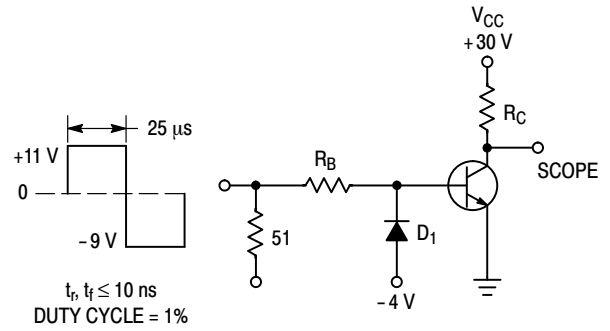 V_CC
+30 V
25 μs
+11 V
R_C
R_B
SCOPE
0
51
D_1
−9 V
−4 V
t_r, t_f ≤ 10 ns
DUTY CYCLE = 1%